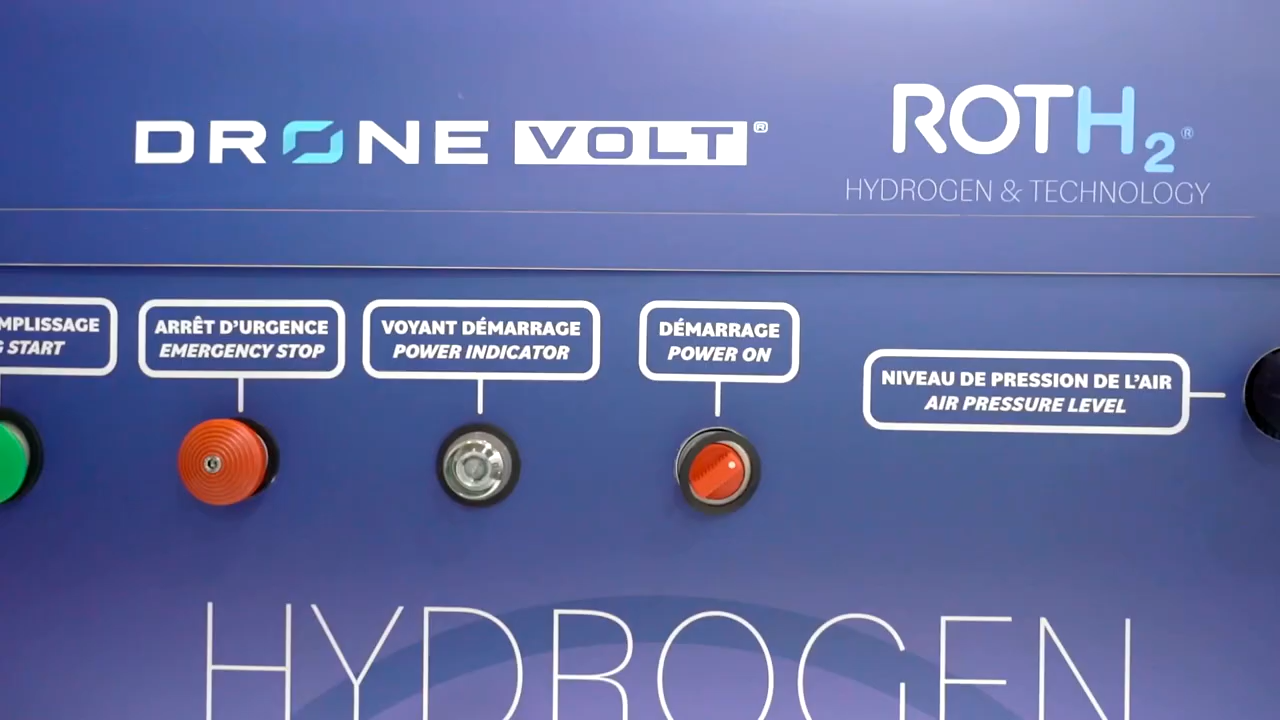 DRONE VOLT®
ROTH2®
HYDROGEN & TECHNOLOGY
MPLISSAGE
START
ARRÊT D'URGENCE
EMERGENCY STOP
VOYANT DÉMARRAGE
POWER INDICATOR
DÉMARRAGE
POWER ON
NIVEAU DE PRESSION DE L'AIR
AIR PRESSURE LEVEL
HYDROGEN